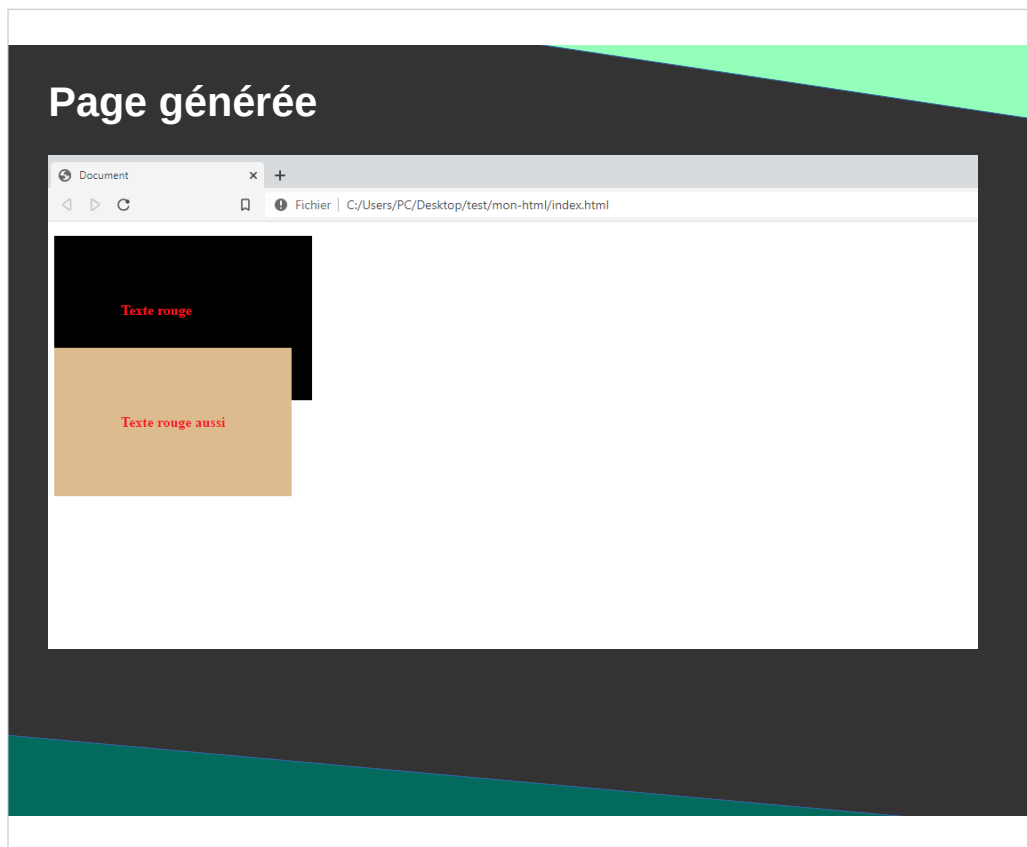 Page générée
Document
Fichier C:/Users/PC/Desktop/test/mon-html/index.html
Texte rouge
Texte rouge aussi